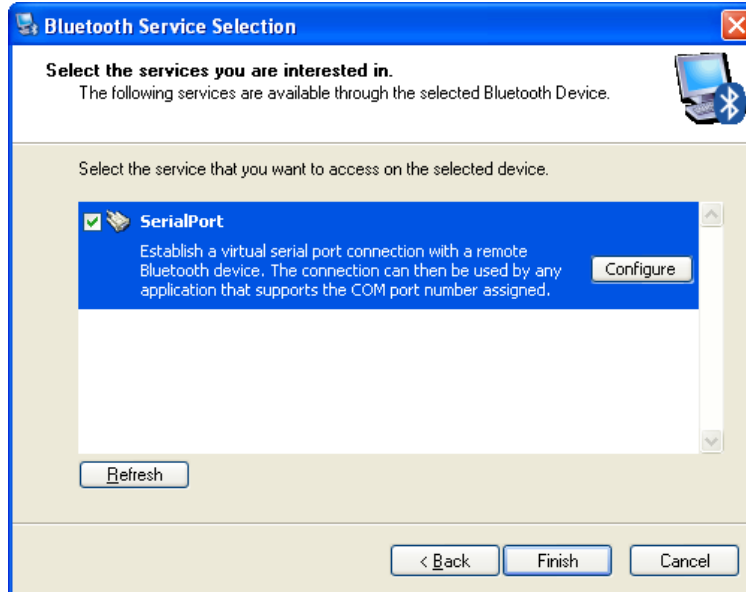 Bluetooth Service Selection
Select the services you are interested in.
The following services are available through the selected Bluetooth Device.
Select the service that you want to access on the selected device.
SerialPort
Establish a virtual serial port connection with a remote
Bluetooth device. The connection can then be used by any
application that supports the COM port number assigned.
Configure
Refresh
< Back
Finish
Cancel